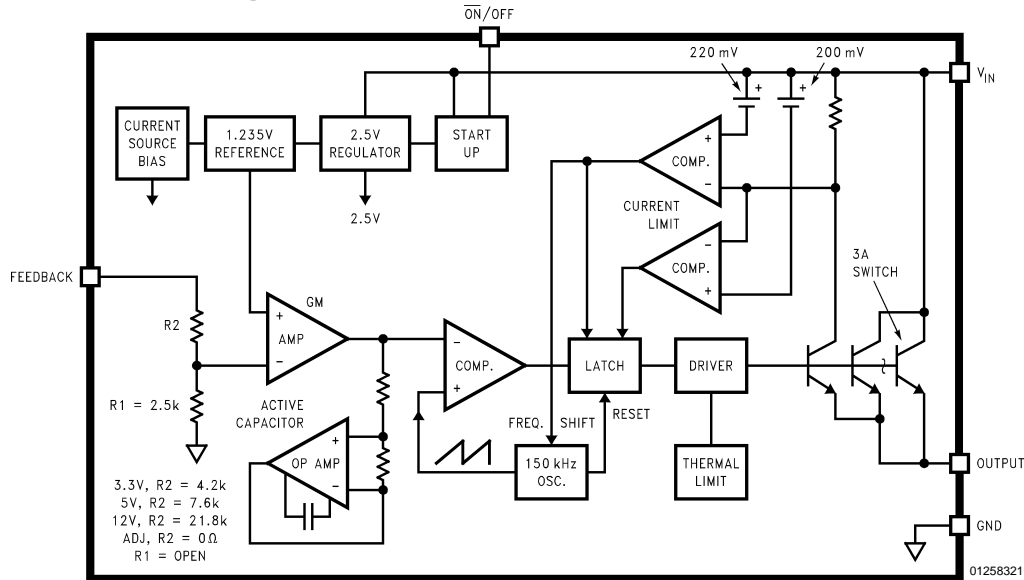 ON/OFF
220 mV
200 mV
VIN
CURRENT
SOURCE
BIAS
1.235V
REFERENCE
2.5V
REGULATOR
START
UP
2.5V
+
+
+
COMP.
−
CURRENT
LIMIT
−
COMP.
+
3A
SWITCH
FEEDBACK
R2
R1 = 2.5k
GM
+
AMP
−
−
COMP.
+
LATCH
DRIVER
ACTIVE
CAPACITOR
+
OP AMP
−
FREQ. SHIFT
RESET
150 kHz
OSC.
THERMAL
LIMIT
OUTPUT
GND
3.3V, R2 = 4.2k
5V, R2 = 7.6k
12V, R2 = 21.8k
ADJ, R2 = 0Ω
R1 = OPEN
01258321